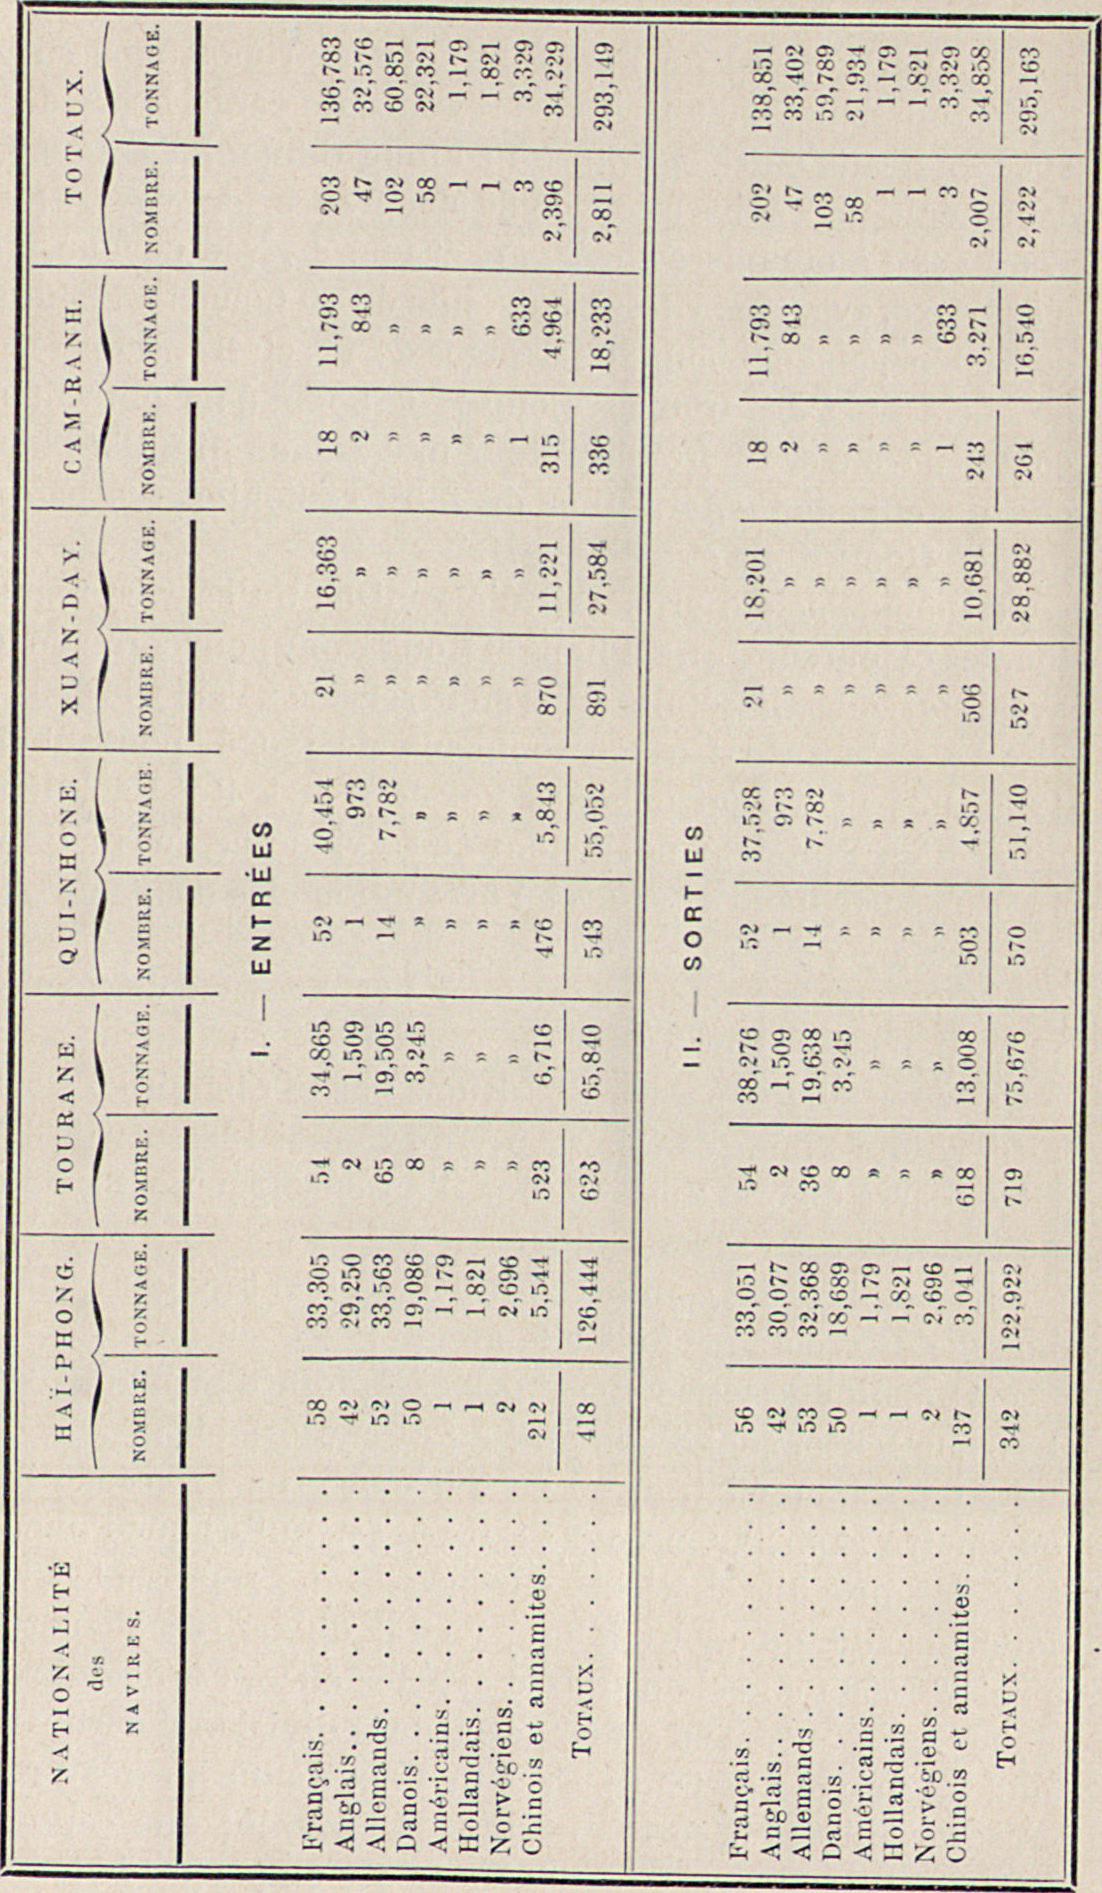 NATIONALITÉ des NAVIRES. HAÏ-PHONG. TOURANE. QUI-NHONE. XUAN-DAY. CAM-RANH. TOTAUX.
NOMBRE. TONNAGE. NOMBRE. TONNAGE. NOMBRE. TONNAGE. NOMBRE. TONNAGE. NOMBRE. TONNAGE. NOMBRE. TONNAGE.
I. — ENTRÉES
Français. . . . . . . . 58 33,305 54 34,865 52 40,454 21 16,363 18 11,793 203 136,783
Anglais. . . . . . . . 42 29,250 2 1,509 1 973 » » 2 843 47 32,576
Allemands. . . . . . . 52 33,563 65 19,505 14 7,782 » » » » 102 60,851
Danois. . . . . . . . 50 19,086 8 3,245 » » » » » » 58 22,321
Américains. . . . . . . 1 1,179 » » » » » » » » 1 1,179
Hollandais. . . . . . . 1 1,821 » » » » » » » » 1 1,821
Norvégiens. . . . . . . 2 2,696 » » » » » » 1 633 3 3,329
Chinois et annamites. . . . 212 5,544 523 6,716 476 5,843 870 11,221 315 4,964 2,396 34,229
TOTAUX. . . . . . 418 126,444 623 65,840 543 55,052 891 27,584 336 18,233 2,811 293,149
II. — SORTIES
Français. . . . . . . . 56 33,051 54 38,276 52 37,528 21 18,201 18 11,793 202 138,851
Anglais. . . . . . . . 42 30,077 2 1,509 1 973 » » 2 843 47 33,402
Allemands . . . . . . . 53 32,368 36 19,638 14 7,782 » » » » 103 59,789
Danois. . . . . . . . 50 18,689 8 3,245 » » » » » » 58 21,934
Américains. . . . . . . 1 1,179 » » » » » » » » 1 1,179
Hollandais. . . . . . . 1 1,821 » » » » » » » » 1 1,821
Norvégiens. . . . . . . 2 2,696 » » » » » » 1 633 3 3,329
Chinois et annamites. . . . 137 3,041 618 13,008 503 4,857 506 10,681 243 3,271 2,007 34,858
TOTAUX. . . . . . 342 122,922 719 75,676 570 51,140 527 28,882 264 16,540 2,422 295,163